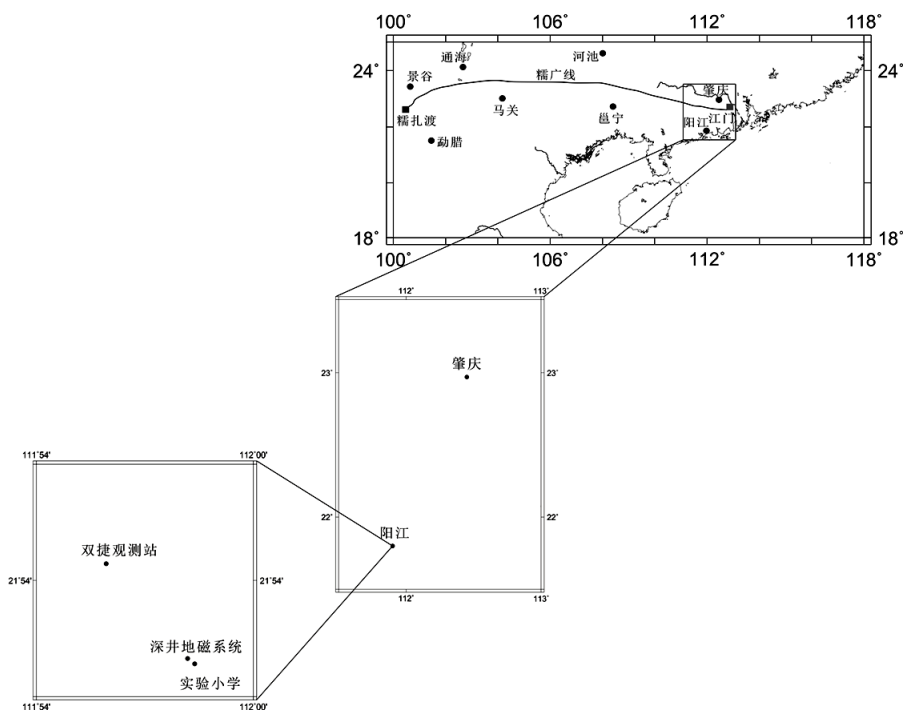 100° 106° 112° 118°
通海 河池
24° 24°
景谷 糯广线 肇庆
糯扎渡 马关 邕宁 阳江 江门
勐腊
18° 18°
100° 106° 112° 118°
112° 113°
肇庆
23° 23°
22° 22°
阳江
112° 113°
111°54' 112°00'
双捷观测站
21°54' 21°54'
深井地磁系统
实验小学
111°54' 112°00'